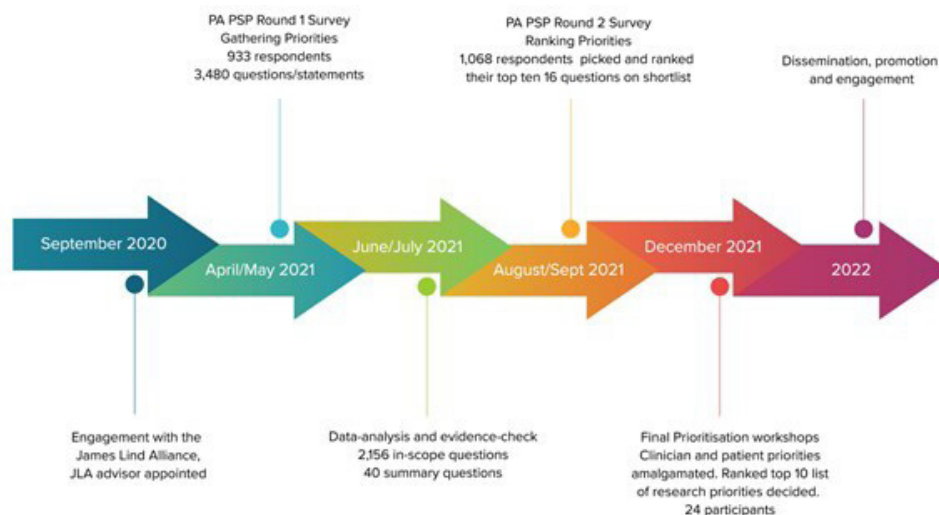 PA PSP Round 1 Survey
Gathering Priorities
933 respondents
3,480 questions/statements
PA PSP Round 2 Survey
Ranking Priorities
1,068 respondents picked and ranked
their top ten 16 questions on shortlist
Dissemination, promotion
and engagement
September 2020
April/May 2021
June/July 2021
August/Sept 2021
December 2021
2022
Engagement with the
James Lind Alliance,
JLA advisor appointed
Data-analysis and evidence-check
2,156 in-scope questions
40 summary questions
Final Prioritisation workshops
Clinician and patient priorities
amalgamated. Ranked top 10 list
of research priorities decided.
24 participants